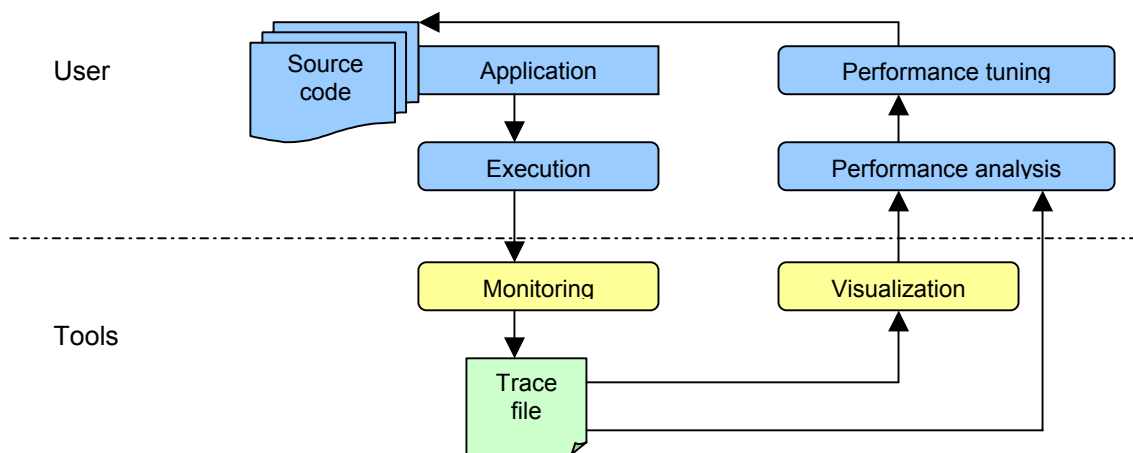 User
Source
code
Application
Performance tuning
Execution
Performance analysis
Tools
Monitoring
Visualization
Trace
file